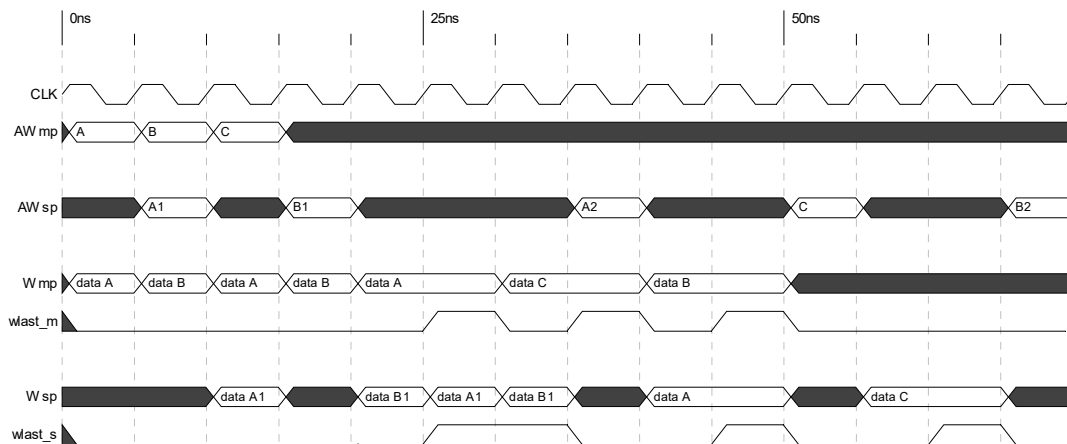 0ns 25ns 50ns
CLK
AW mp A B C
AW sp A1 B1 A2 C B2
W mp data A data B data A data B data A data C data B
wlast_m
W sp data A1 data B1 data A1 data B1 data A data C
wlast_s